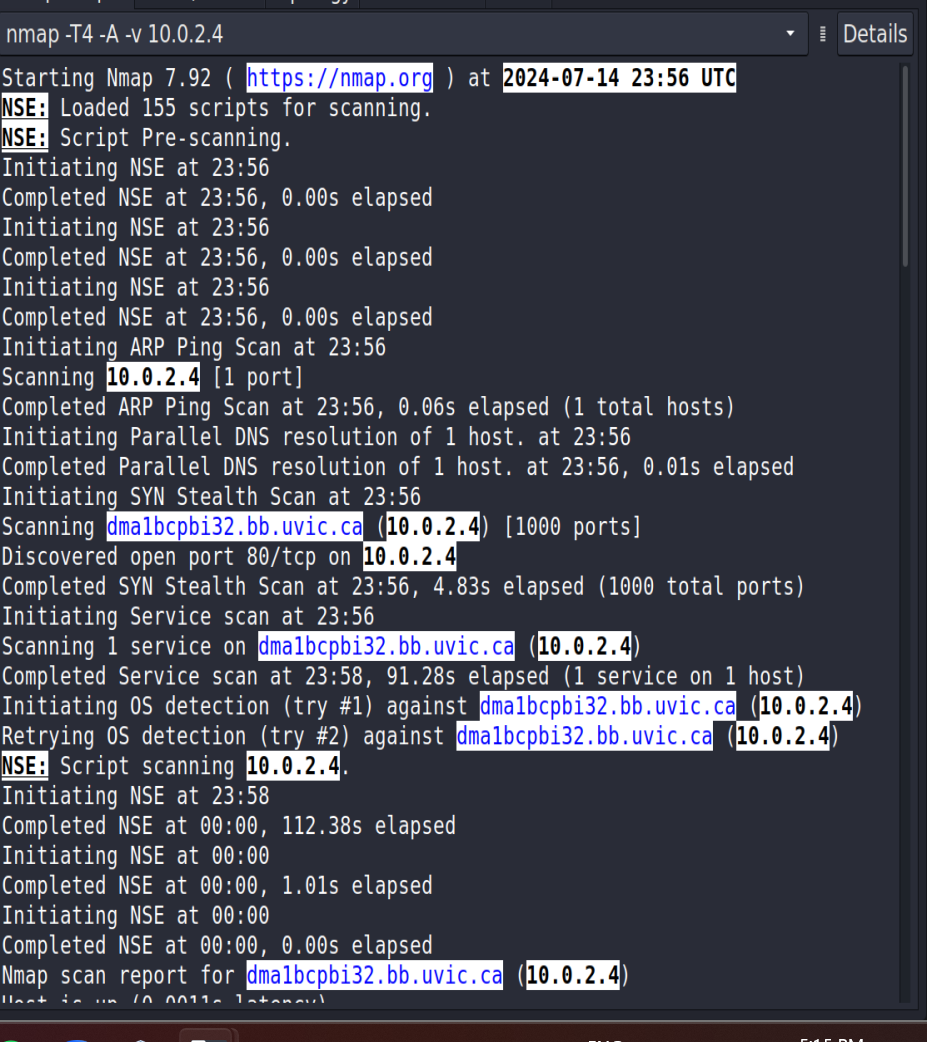 nmap -T4 -A -v 10.0.2.4 Details
Starting Nmap 7.92 ( https://nmap.org ) at 2024-07-14 23:56 UTC
NSE: Loaded 155 scripts for scanning.
NSE: Script Pre-scanning.
Initiating NSE at 23:56
Completed NSE at 23:56, 0.00s elapsed
Initiating NSE at 23:56
Completed NSE at 23:56, 0.00s elapsed
Initiating NSE at 23:56
Completed NSE at 23:56, 0.00s elapsed
Initiating ARP Ping Scan at 23:56
Scanning 10.0.2.4 [1 port]
Completed ARP Ping Scan at 23:56, 0.06s elapsed (1 total hosts)
Initiating Parallel DNS resolution of 1 host. at 23:56
Completed Parallel DNS resolution of 1 host. at 23:56, 0.01s elapsed
Initiating SYN Stealth Scan at 23:56
Scanning dma1bcpbi32.bb.uvic.ca (10.0.2.4) [1000 ports]
Discovered open port 80/tcp on 10.0.2.4
Completed SYN Stealth Scan at 23:56, 4.83s elapsed (1000 total ports)
Initiating Service scan at 23:56
Scanning 1 service on dma1bcpbi32.bb.uvic.ca (10.0.2.4)
Completed Service scan at 23:58, 91.28s elapsed (1 service on 1 host)
Initiating OS detection (try #1) against dma1bcpbi32.bb.uvic.ca (10.0.2.4)
Retrying OS detection (try #2) against dma1bcpbi32.bb.uvic.ca (10.0.2.4)
NSE: Script scanning 10.0.2.4.
Initiating NSE at 23:58
Completed NSE at 00:00, 112.38s elapsed
Initiating NSE at 00:00
Completed NSE at 00:00, 1.01s elapsed
Initiating NSE at 00:00
Completed NSE at 00:00, 0.00s elapsed
Nmap scan report for dma1bcpbi32.bb.uvic.ca (10.0.2.4)
Host is up (0.0011s latency)
5:15 PM